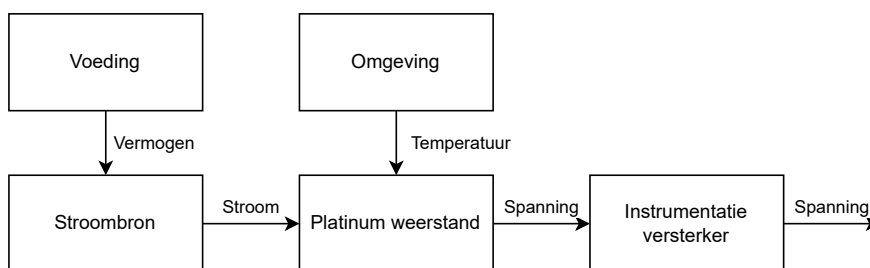 Voeding
Omgeving
Vermogen
Temperatuur
Stroombron
Stroom
Platinum weerstand
Spanning
Instrumentatie
versterker
Spanning